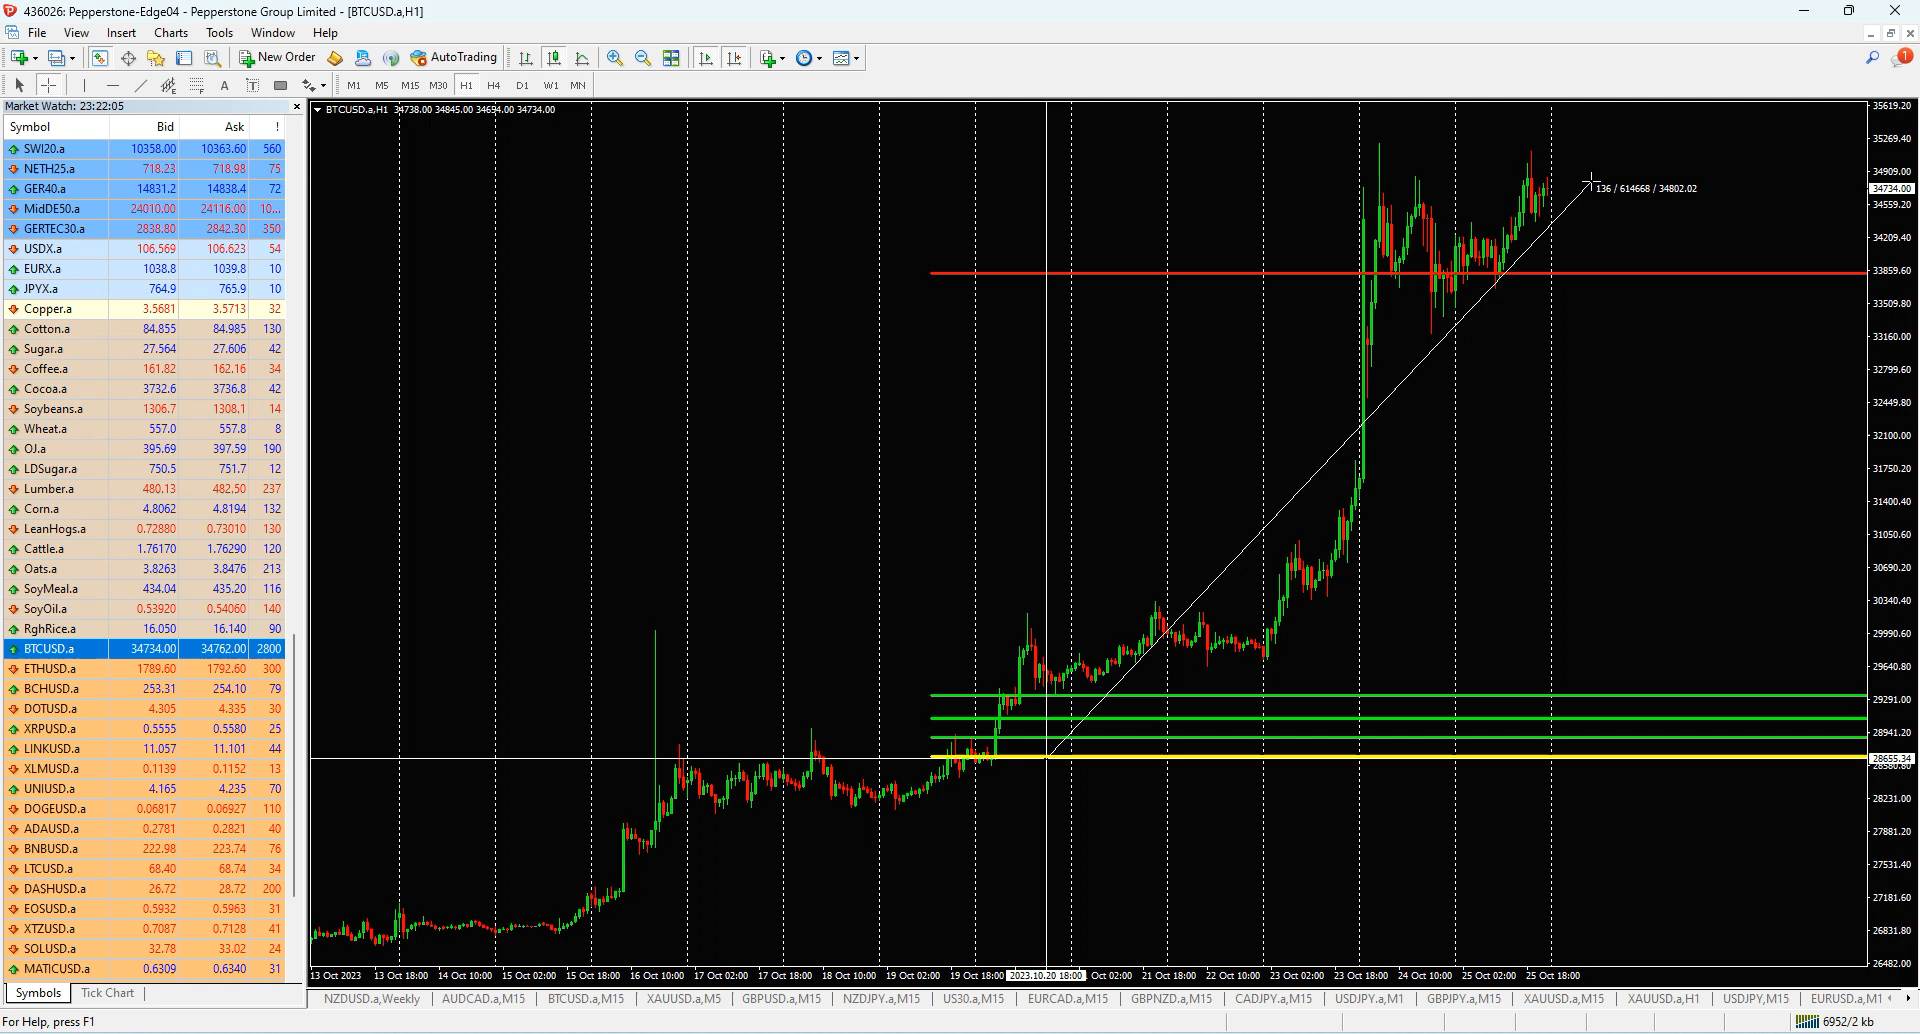 436026: Pepperstone-Edge04 - Pepperstone Group Limited - [BTCUSD.a,H1]
File View Insert Charts Tools Window Help
New Order AutoTrading 1
A T M1 M5 M15 M30 H1 H4 D1 W1 MN
Market Watch: 23:22:05
Symbol Bid Ask !
SWI20.a 10358.00 10363.60 560
NETH25.a 718.23 718.98 75
GER40.a 14831.2 14838.4 72
MidDE50.a 24010.00 24116.00 10...
GERTEC30.a 2838.80 2842.30 350
USDX.a 106.569 106.623 54
EURX.a 1038.8 1039.8 10
JPYX.a 764.9 765.9 10
Copper.a 3.5681 3.5713 32
Cotton.a 84.855 84.985 130
Sugar.a 27.564 27.606 42
Coffee.a 161.82 162.16 34
Cocoa.a 3732.6 3736.8 42
Soybeans.a 1306.7 1308.1 14
Wheat.a 557.0 557.8 8
OJ.a 395.69 397.59 190
LDSugar.a 750.5 751.7 12
Lumber.a 480.13 482.50 237
Corn.a 4.8062 4.8194 132
LeanHogs.a 0.72880 0.73010 130
Cattle.a 1.76170 1.76290 120
Oats.a 3.8263 3.8476 213
SoyMeal.a 434.04 435.20 116
SoyOil.a 0.53920 0.54060 140
RghRice.a 16.050 16.140 90
BTCUSD.a 34734.00 34762.00 2800
ETHUSD.a 1789.60 1792.60 300
BCHUSD.a 253.31 254.10 79
DOTUSD.a 4.305 4.335 30
XRPUSD.a 0.5555 0.5580 25
LINKUSD.a 11.057 11.101 44
XLMUSD.a 0.1139 0.1152 13
UNIUSD.a 4.165 4.235 70
DOGEUSD.a 0.06817 0.06927 110
ADAUSD.a 0.2781 0.2821 40
BNBUSD.a 222.98 223.74 76
LTCUSD.a 68.40 68.74 34
DASHUSD.a 26.72 28.72 200
EOSUSD.a 0.5932 0.5963 31
XTZUSD.a 0.7087 0.7128 41
SOLUSD.a 32.78 33.02 24
MATICUSD.a 0.6309 0.6340 31
Symbols Tick Chart
BTCUSD.a,H1 34738.00 34845.00 34654.00 34734.00
136 / 614668 / 34802.02
35619.20
35269.40
34909.00
34734.00
34559.20
34209.40
33859.60
33509.80
33160.00
32799.60
32449.80
32100.00
31750.20
31400.40
31050.60
30690.20
30340.40
29990.60
29640.80
29291.00
28941.20
28655.34
28231.00
27881.20
27531.40
27181.60
26831.80
26482.00
13 Oct 2023 13 Oct 18:00 14 Oct 10:00 15 Oct 02:00 15 Oct 18:00 16 Oct 10:00 17 Oct 02:00 17 Oct 18:00 18 Oct 10:00 19 Oct 02:00 19 Oct 18:00 2023.10.20 18:00 Oct 02:00 21 Oct 18:00 22 Oct 10:00 23 Oct 02:00 23 Oct 18:00 24 Oct 10:00 25 Oct 02:00 25 Oct 18:00
NZDUSD.a,Weekly AUDCAD.a,M15 BTCUSD.a,M15 XAUUSD.a,M5 GBPUSD.a,M15 NZDJPY.a,M15 US30.a,M15 EURCAD.a,M15 GBPNZD.a,M15 CADJPY.a,M15 USDJPY.a,M1 GBPJPY.a,M15 XAUUSD.a,M15 XAUUSD.a,H1 USDJPY,M15 EURUSD.a,M1
For Help, press F1 6952/2 kb